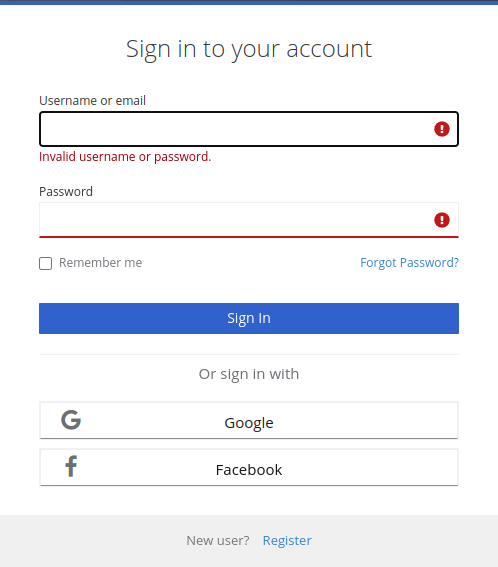 Sign in to your account
Username or email
Invalid username or password.
Password
Remember me Forgot Password?
Sign In
Or sign in with
Google
Facebook
New user? Register